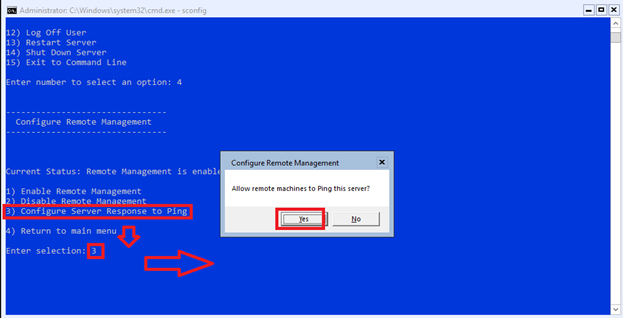 Administrator: C:\Windows\system32\cmd.exe - sconfig
12) Log Off User
13) Restart Server
14) Shut Down Server
15) Exit to Command Line
Enter number to select an option: 4
-------------------------------
Configure Remote Management
-------------------------------
Current Status: Remote Management is enable
1) Enable Remote Management
2) Disable Remote Management
3) Configure Server Response to Ping
4) Return to main menu
Enter selection: 3
Configure Remote Management
Allow remote machines to Ping this server?
Yes
No